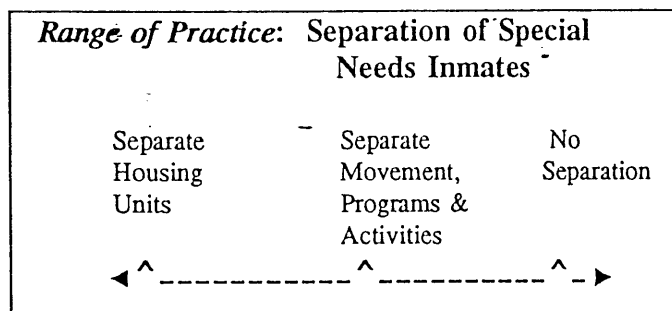 Range of Practice: Separation of Special
Needs Inmates
Separate Separate No
Housing Movement, Separation
Units Programs &
Activities
◄ ^ _ _ _ _ _ _ _ _ _ _ _ _ ^ _ _ _ _ _ _ _ _ _ _ ^ _ ►